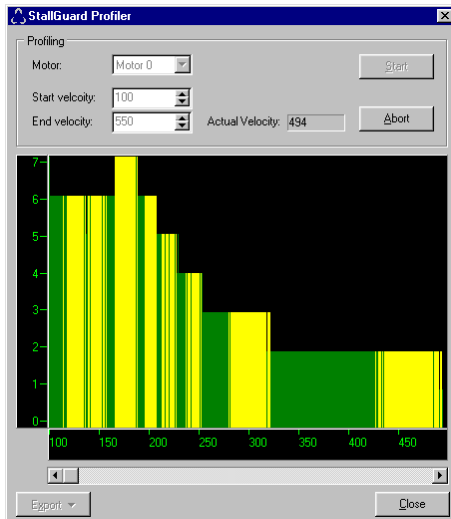 StallGuard Profiler
Profiling
Motor: Motor 0 Start
Start velcoity: 100
End velocity: 550 Actual Velocity: 494 Abort
7
6
5
4
3
2
1
0
100 150 200 250 300 350 400 450
Export Close